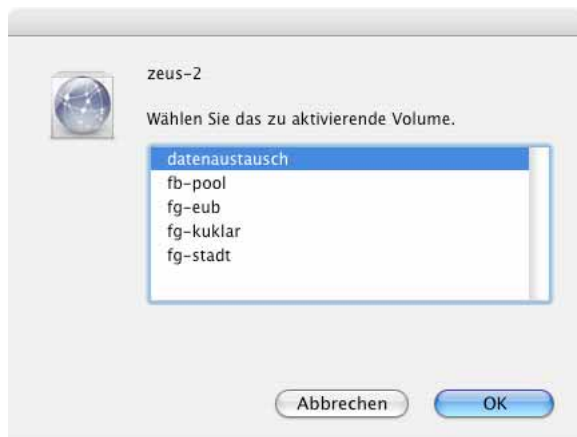 zeus-2
Wählen Sie das zu aktivierende Volume.
datenaustausch
fb-pool
fg-eub
fg-kuklar
fg-stadt
Abbrechen
OK